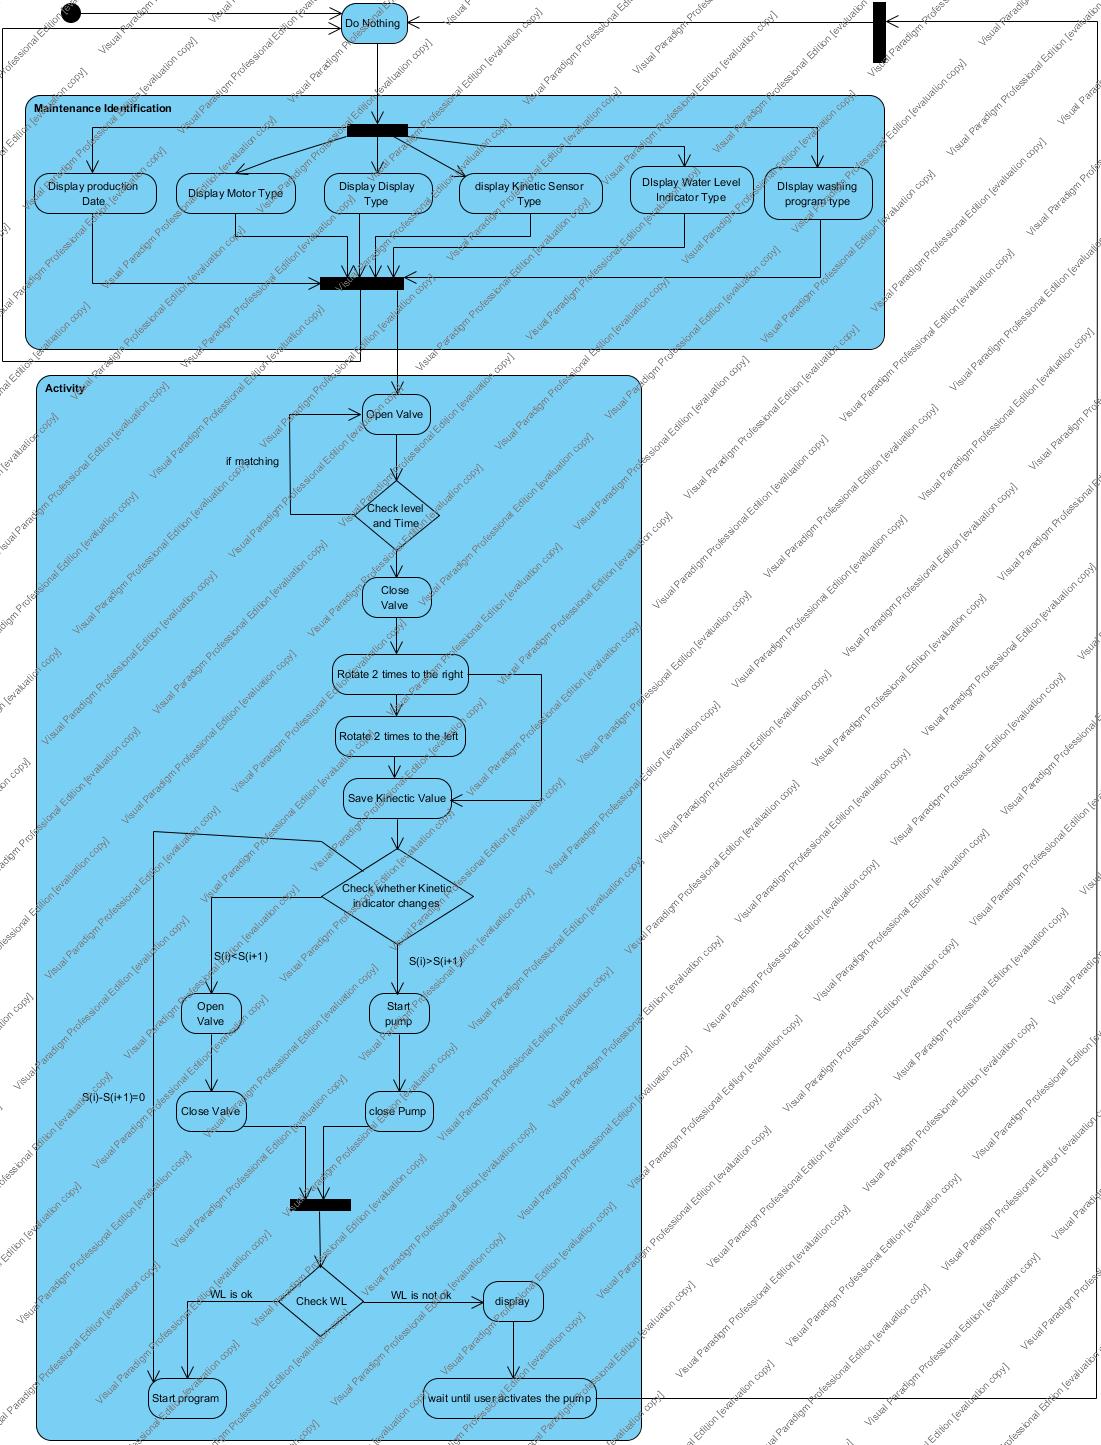 Do Nothing
Maintenance Identification
Display production
Date
Display Motor Type
Display Display
Type
display Kinetic Sensor
Type
DIsplay Water Level
Indicator Type
DIsplay washing
program type
Activity
Open Valve
if matching
Check level
and Time
Close
Valve
Rotate 2 times to the right
Rotate 2 times to the left
Save Kinectic Value
Check whether Kinetic
indicator changes
S(i)<S(i+1)
S(i)>S(i+1)
Open
Valve
Start
pump
S(i)-S(i+1)=0
Close Valve
close Pump
WL is ok
Check WL
WL is not ok
display
Start program
wait until user activates the pump
Visual Paradigm Professional Edition [evaluation copy]